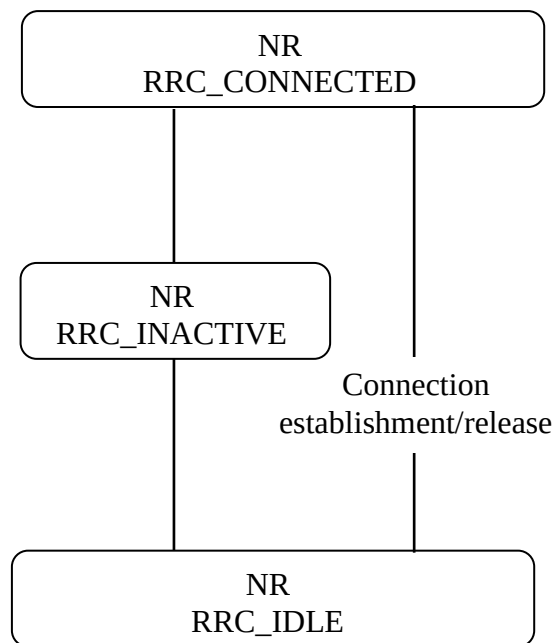 NR
RRC_CONNECTED
NR
RRC_INACTIVE
Connection
establishment/release
NR
RRC_IDLE